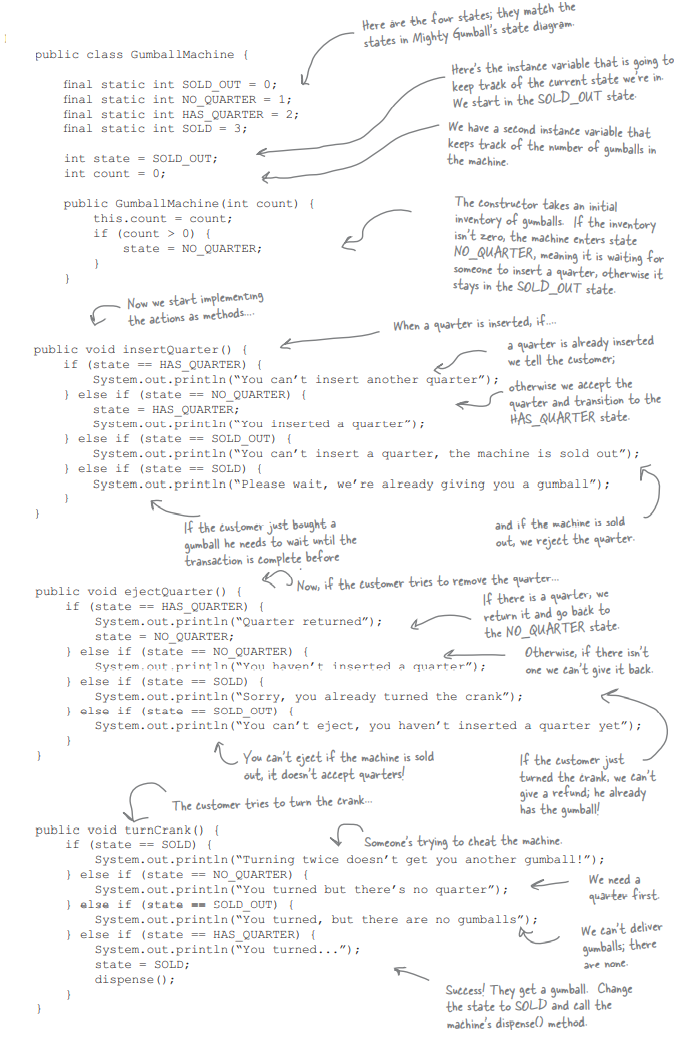 Here are the four states; they match the
states in Mighty Gumball's state diagram.
public class GumballMachine {
final static int SOLD_OUT = 0;
final static int NO_QUARTER = 1;
final static int HAS_QUARTER = 2;
final static int SOLD = 3;
Here's the instance variable that is going to
keep track of the current state we're in.
We start in the SOLD_OUT state.
int state = SOLD_OUT;
int count = 0;
We have a second instance variable that
keeps track of the number of gumballs in
the machine.
public GumballMachine(int count) {
this.count = count;
if (count > 0) {
state = NO_QUARTER;
}
}
The constructor takes an initial
inventory of gumballs. If the inventory
isn't zero, the machine enters state
NO_QUARTER, meaning it is waiting for
someone to insert a quarter, otherwise it
stays in the SOLD_OUT state.
Now we start implementing
the actions as methods....
When a quarter is inserted, if....
public void insertQuarter() {
if (state == HAS_QUARTER) {
System.out.println(“You can’t insert another quarter”);
} else if (state == NO_QUARTER) {
state = HAS_QUARTER;
System.out.println(“You inserted a quarter”);
} else if (state == SOLD_OUT) {
System.out.println(“You can’t insert a quarter, the machine is sold out”);
} else if (state == SOLD) {
System.out.println(“Please wait, we’re already giving you a gumball”);
}
}
a quarter is already inserted
we tell the customer;
otherwise we accept the
quarter and transition to the
HAS_QUARTER state.
If the customer just bought a
gumball he needs to wait until the
transaction is complete before
and if the machine is sold
out, we reject the quarter.
Now, if the customer tries to remove the quarter...
public void ejectQuarter() {
if (state == HAS_QUARTER) {
System.out.println(“Quarter returned”);
state = NO_QUARTER;
} else if (state == NO_QUARTER) {
System.out.println(“You haven’t inserted a quarter”);
} else if (state == SOLD) {
System.out.println(“Sorry, you already turned the crank”);
} else if (state == SOLD_OUT) {
System.out.println(“You can’t eject, you haven’t inserted a quarter yet”);
}
}
If there is a quarter, we
return it and go back to
the NO_QUARTER state.
Otherwise, if there isn't
one we can't give it back.
You can't eject if the machine is sold
out, it doesn't accept quarters!
If the customer just
turned the crank, we can't
give a refund; he already
has the gumball!
The customer tries to turn the crank...
public void turnCrank() {
if (state == SOLD) {
System.out.println(“Turning twice doesn’t get you another gumball!”);
} else if (state == NO_QUARTER) {
System.out.println(“You turned but there’s no quarter”);
} else if (state == SOLD_OUT) {
System.out.println(“You turned, but there are no gumballs”);
} else if (state == HAS_QUARTER) {
System.out.println(“You turned...”);
state = SOLD;
dispense();
}
}
Someone's trying to cheat the machine.
We need a
quarter first.
We can't deliver
gumballs; there
are none.
Success! They get a gumball. Change
the state to SOLD and call the
machine's dispense() method.